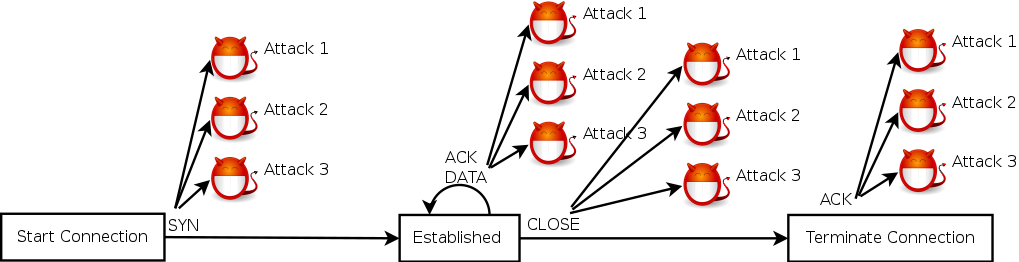 Attack 1
Attack 2
Attack 3
SYN
Start Connection
Attack 1
Attack 2
Attack 3
ACK
DATA
Established
Attack 1
Attack 2
Attack 3
CLOSE
Attack 1
Attack 2
Attack 3
ACK
Terminate Connection